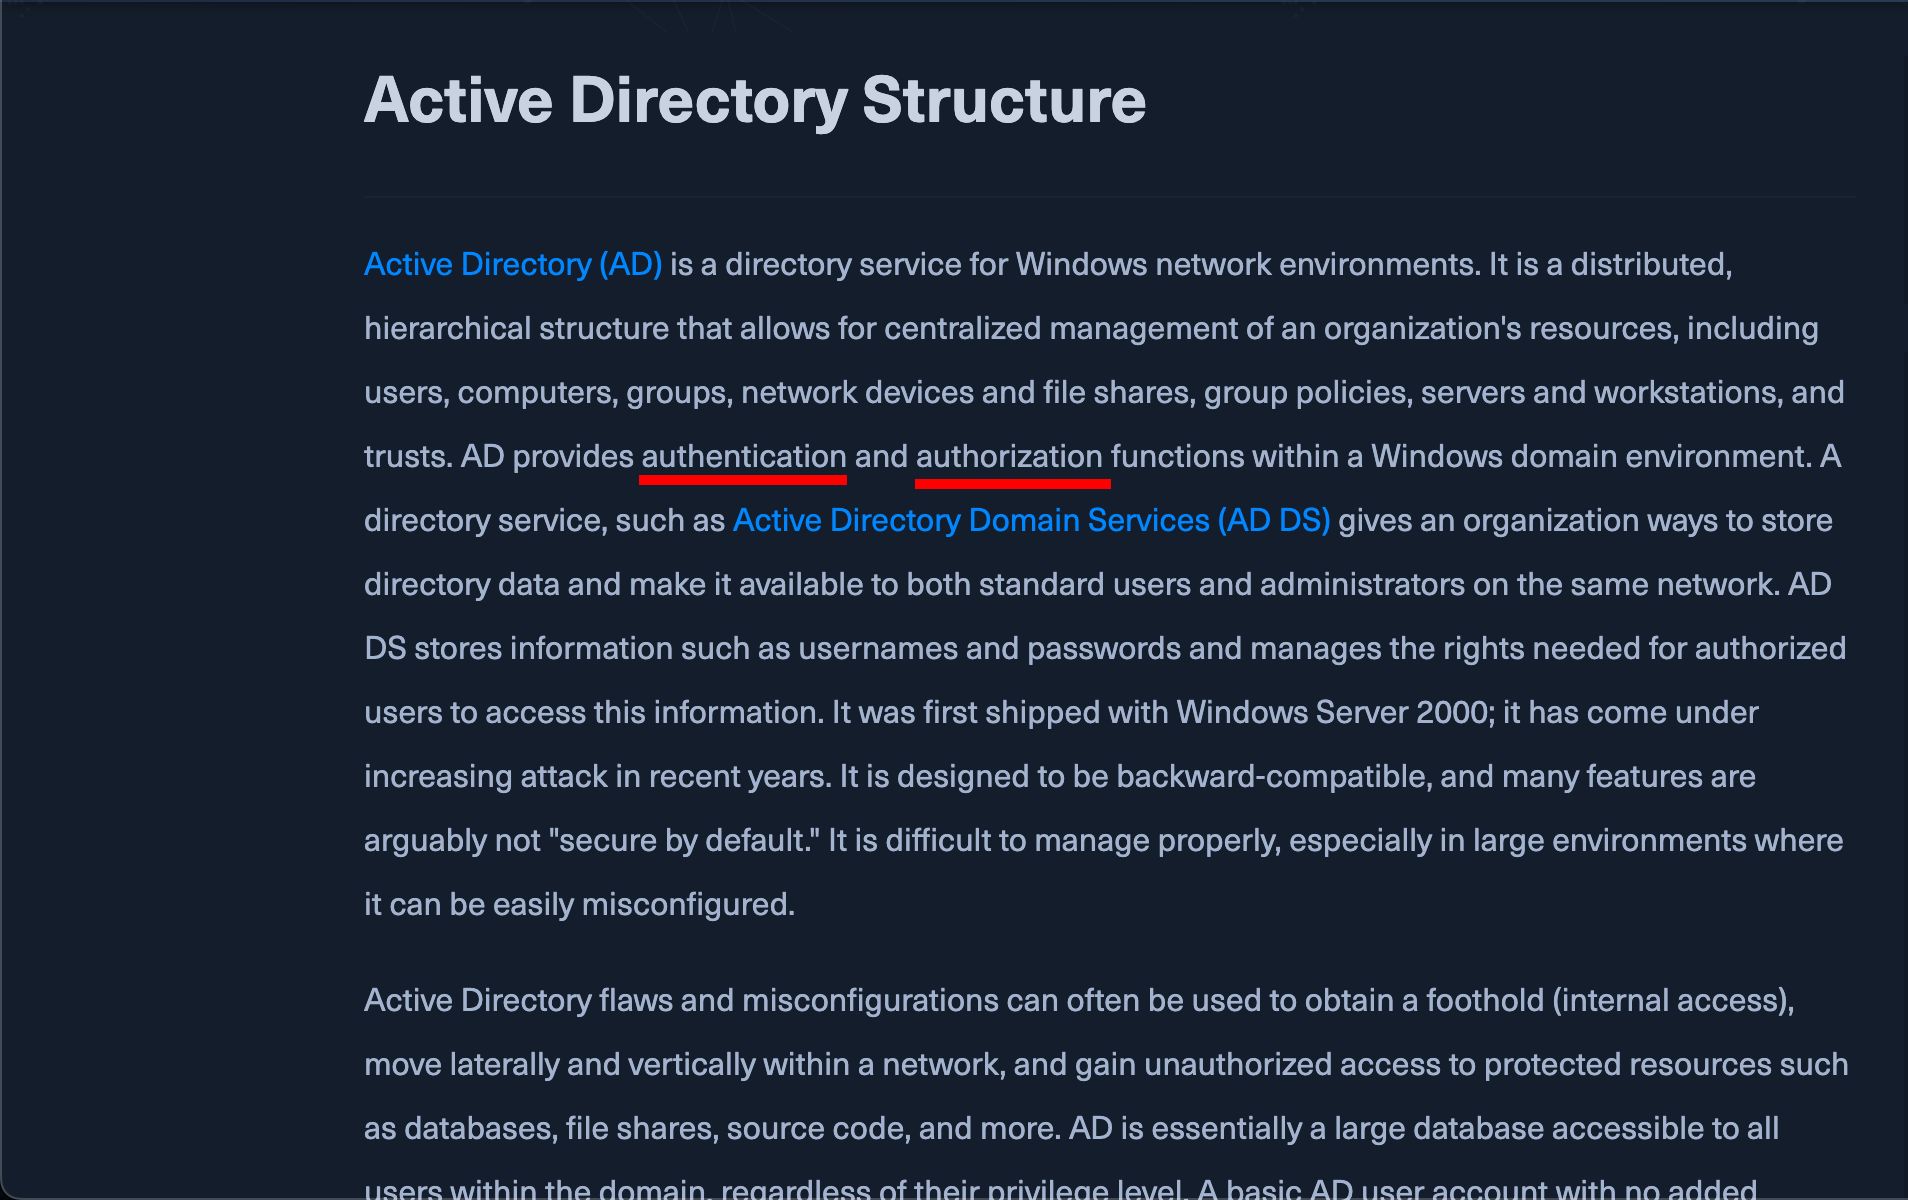 Active Directory Structure
Active Directory (AD) is a directory service for Windows network environments. It is a distributed,
hierarchical structure that allows for centralized management of an organization's resources, including
users, computers, groups, network devices and file shares, group policies, servers and workstations, and
trusts. AD provides authentication and authorization functions within a Windows domain environment. A
directory service, such as Active Directory Domain Services (AD DS) gives an organization ways to store
directory data and make it available to both standard users and administrators on the same network. AD
DS stores information such as usernames and passwords and manages the rights needed for authorized
users to access this information. It was first shipped with Windows Server 2000; it has come under
increasing attack in recent years. It is designed to be backward-compatible, and many features are
arguably not "secure by default." It is difficult to manage properly, especially in large environments where
it can be easily misconfigured.
Active Directory flaws and misconfigurations can often be used to obtain a foothold (internal access),
move laterally and vertically within a network, and gain unauthorized access to protected resources such
as databases, file shares, source code, and more. AD is essentially a large database accessible to all
users within the domain, regardless of their privilege level. A basic AD user account with no added